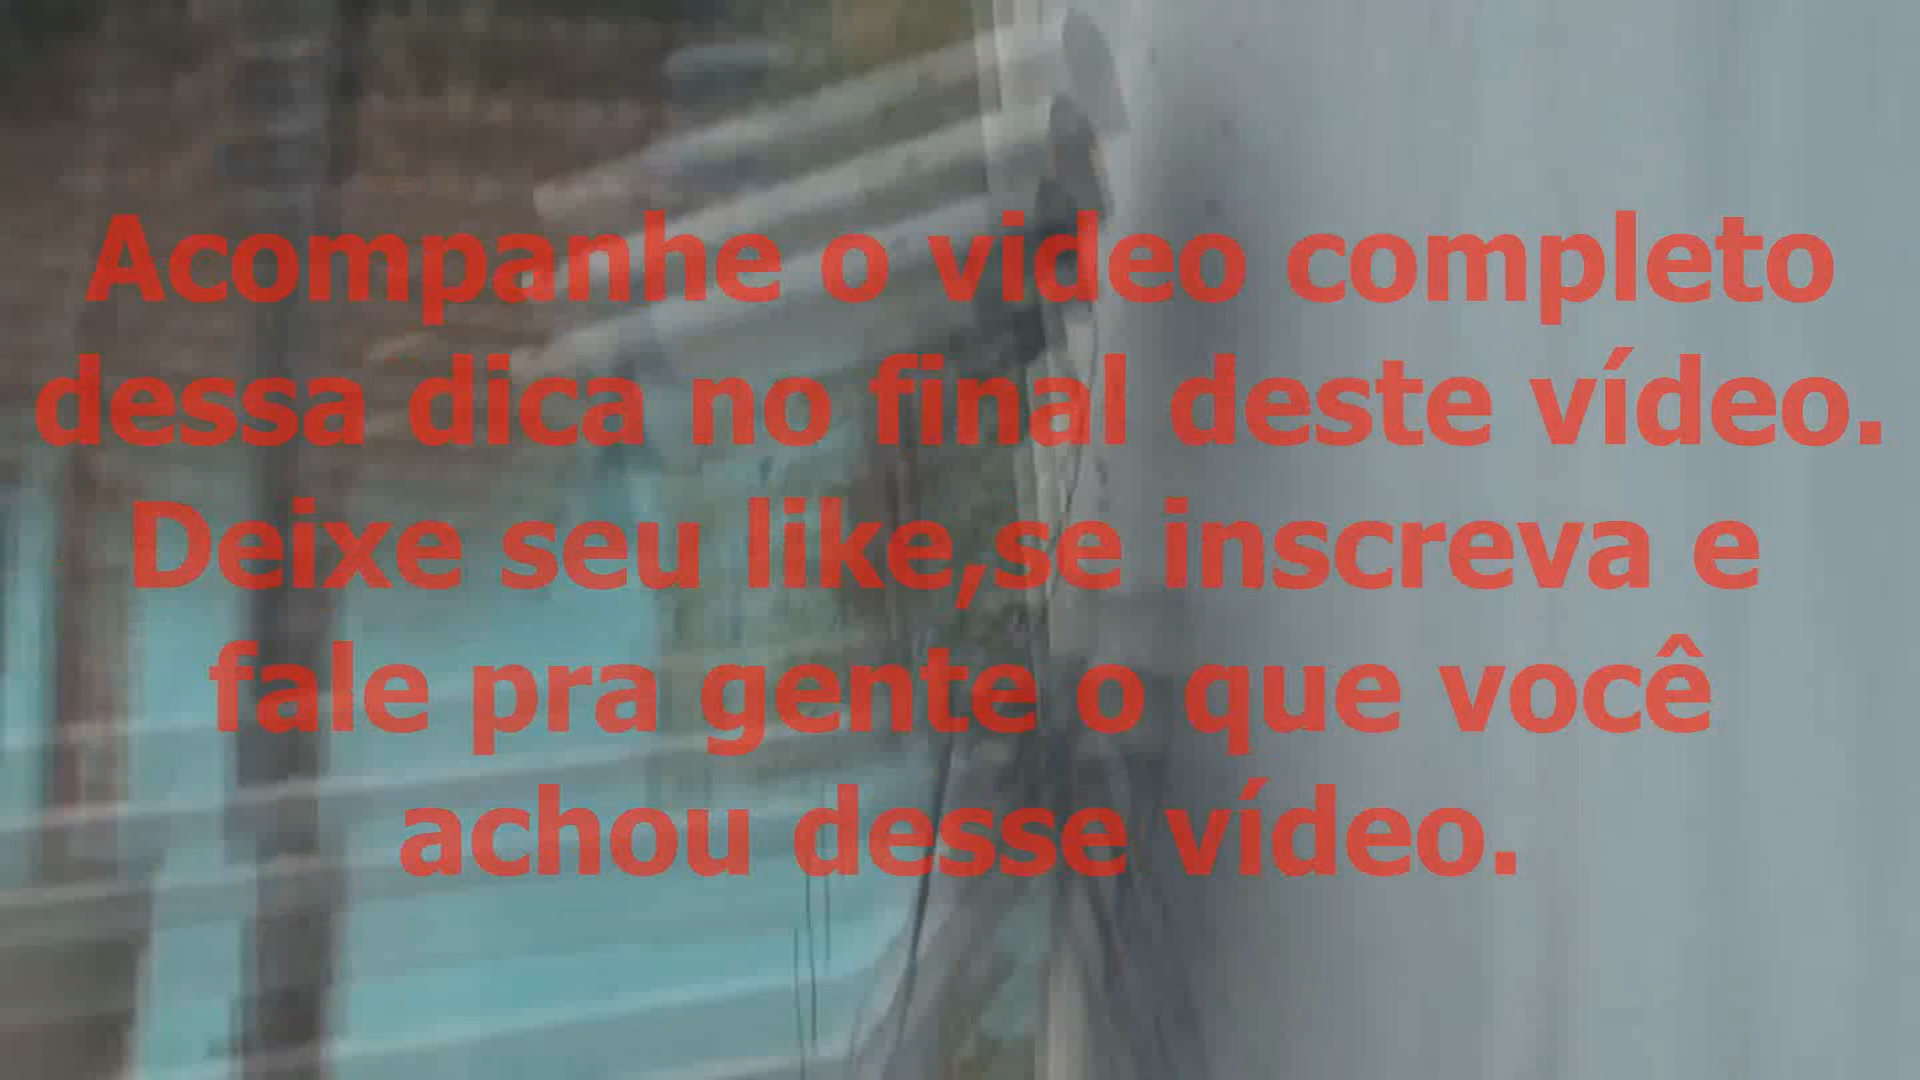 Acompanhe o video completo
dessa dica no final deste vídeo.
Deixe seu like,se inscreva e
fale pra gente o que você
achou desse vídeo.